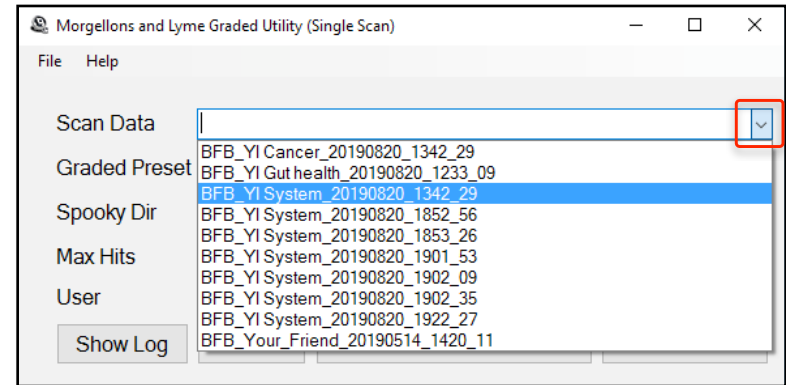 Morgellons and Lyme Graded Utility (Single Scan)
File Help
Scan Data
BFB_YI Cancer_20190820_1342_29
Graded Preset
BFB_YI Gut health_20190820_1233_09
BFB_YI System_20190820_1342_29
Spooky Dir
BFB_YI System_20190820_1852_56
BFB_YI System_20190820_1853_26
Max Hits
BFB_YI System_20190820_1901_53
BFB_YI System_20190820_1902_09
User
BFB_YI System_20190820_1902_35
BFB_YI System_20190820_1922_27
Show Log
BFB_Your_Friend_20190514_1420_11